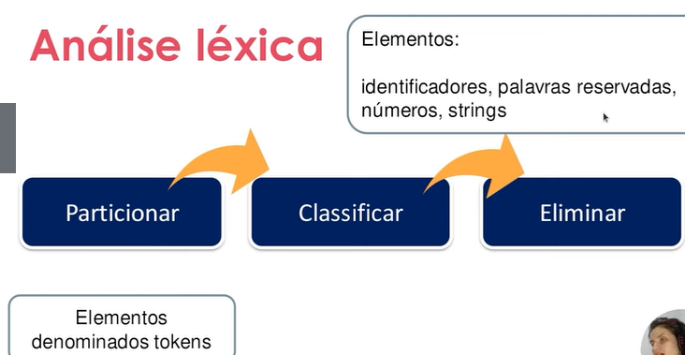 Análise léxica
Elementos:
identificadores, palavras reservadas,
números, strings
Particionar
Classificar
Eliminar
Elementos
denominados tokens